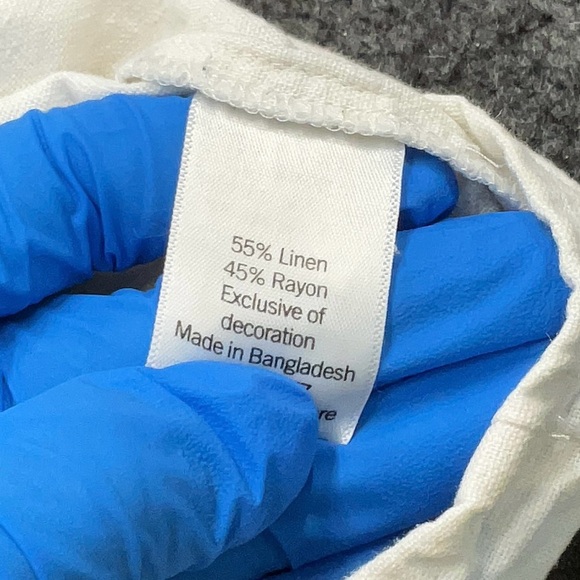 55% Linen
45% Rayon
Exclusive of
decoration
Made in Bangladesh